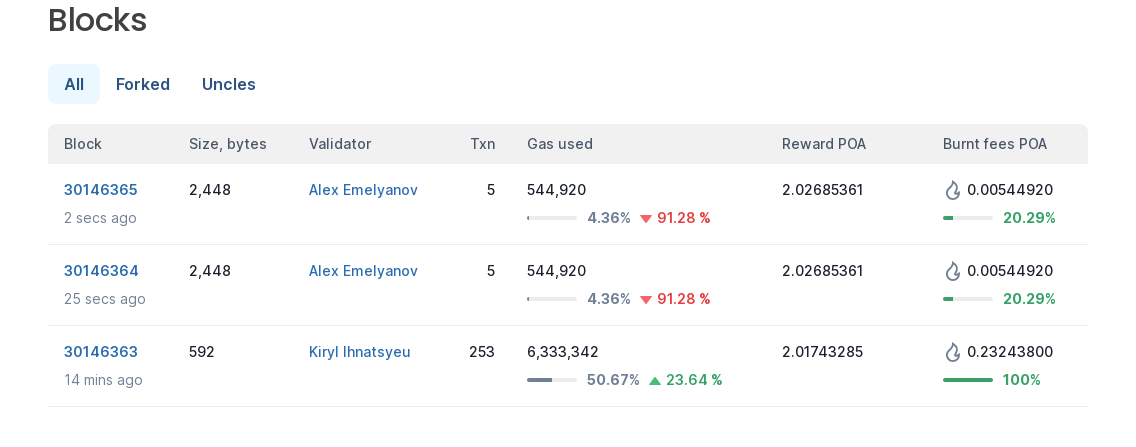 Blocks
All Forked Uncles
Block Size, bytes Validator Txn Gas used Reward POA Burnt fees POA
30146365 2,448 Alex Emelyanov 5 544,920 2.02685361 0.00544920
2 secs ago 4.36% 91.28 % 20.29%
30146364 2,448 Alex Emelyanov 5 544,920 2.02685361 0.00544920
25 secs ago 4.36% 91.28 % 20.29%
30146363 592 Kiryl Ihnatsyeu 253 6,333,342 2.01743285 0.23243800
14 mins ago 50.67% 23.64 % 100%